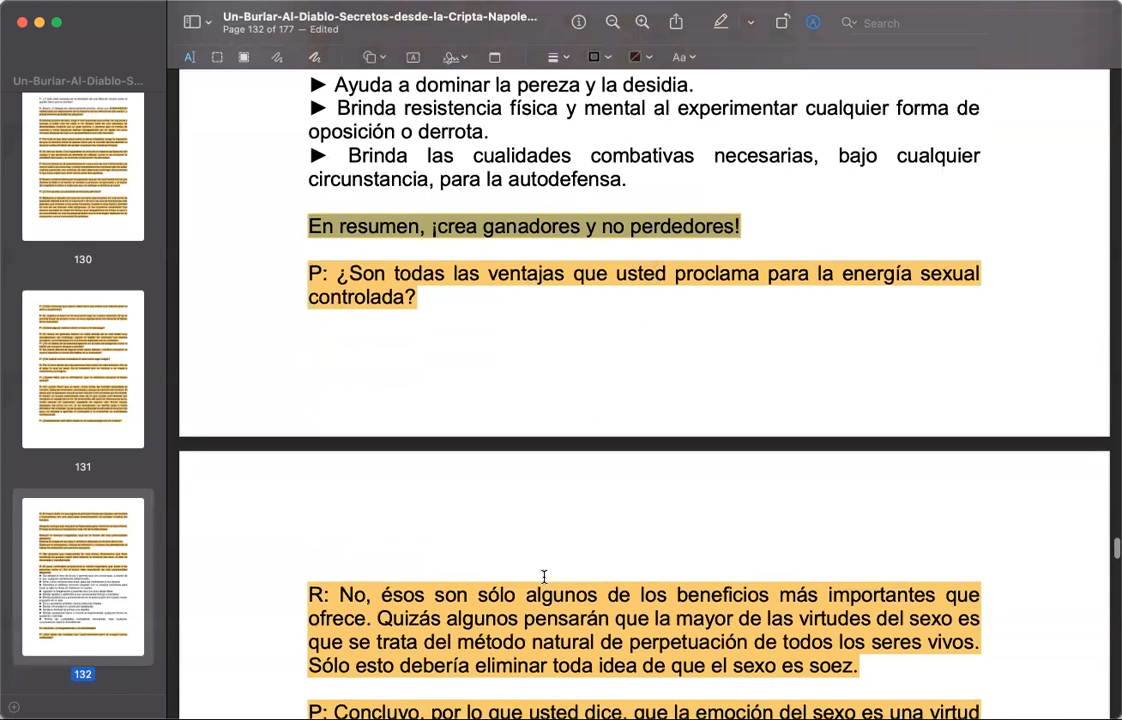 Un-Burlar-Al-Diablo-Secretos-desde-la-Cripta-Napole...
Page 132 of 177 — Edited
Search
Un-Burlar-Al-Diablo-S...
Aa
130
131
132
► Ayuda a dominar la pereza y la desidia.
► Brinda resistencia física y mental al experimentar cualquier forma de
oposición o derrota.
► Brinda las cualidades combativas necesarias, bajo cualquier
circunstancia, para la autodefensa.
En resumen, ¡crea ganadores y no perdedores!
P: ¿Son todas las ventajas que usted proclama para la energía sexual
controlada?
R: No, ésos son sólo algunos de los beneficios más importantes que
ofrece. Quizás algunos pensarán que la mayor de las virtudes del sexo es
que se trata del método natural de perpetuación de todos los seres vivos.
Sólo esto debería eliminar toda idea de que el sexo es soez.
P: Concluyo, por lo que usted dice, que la emoción del sexo es una virtud